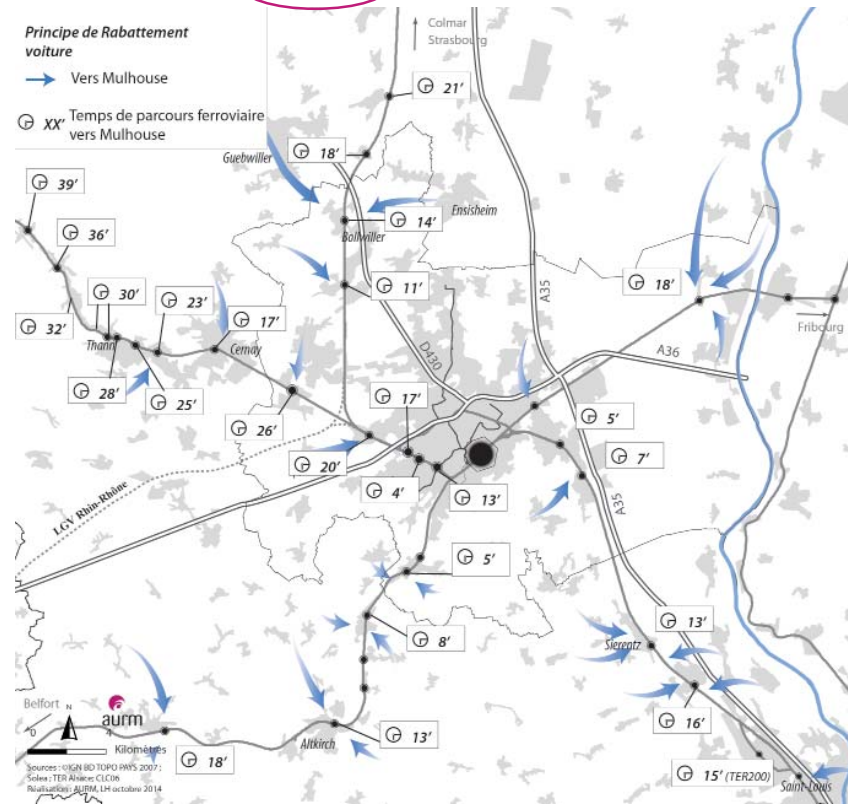 Principe de Rabattement
voiture
Vers Mulhouse
XX' Temps de parcours ferroviaire
vers Mulhouse
Colmar
Strasbourg
21'
Guebwiller
18'
39'
Ensisheim
14'
Bollwiller
36'
11'
18'
30'
23'
A35
32'
17'
Thann
Cernay
Fribourg
D430
A36
28'
25'
17'
26'
5'
20'
7'
4'
13'
LGV Rhin-Rhône
A35
5'
13'
8'
Sierentz
Belfort
N
aurm
16'
0
4
13'
Altkirch
Kilomètres
18'
15' (TER200)
Saint-Louis
Sources : ©IGN BD TOPO PAYS 2007 ;
Solea ; TER Alsace; CLC06
Réalisation : AURM, LH octobre 2014